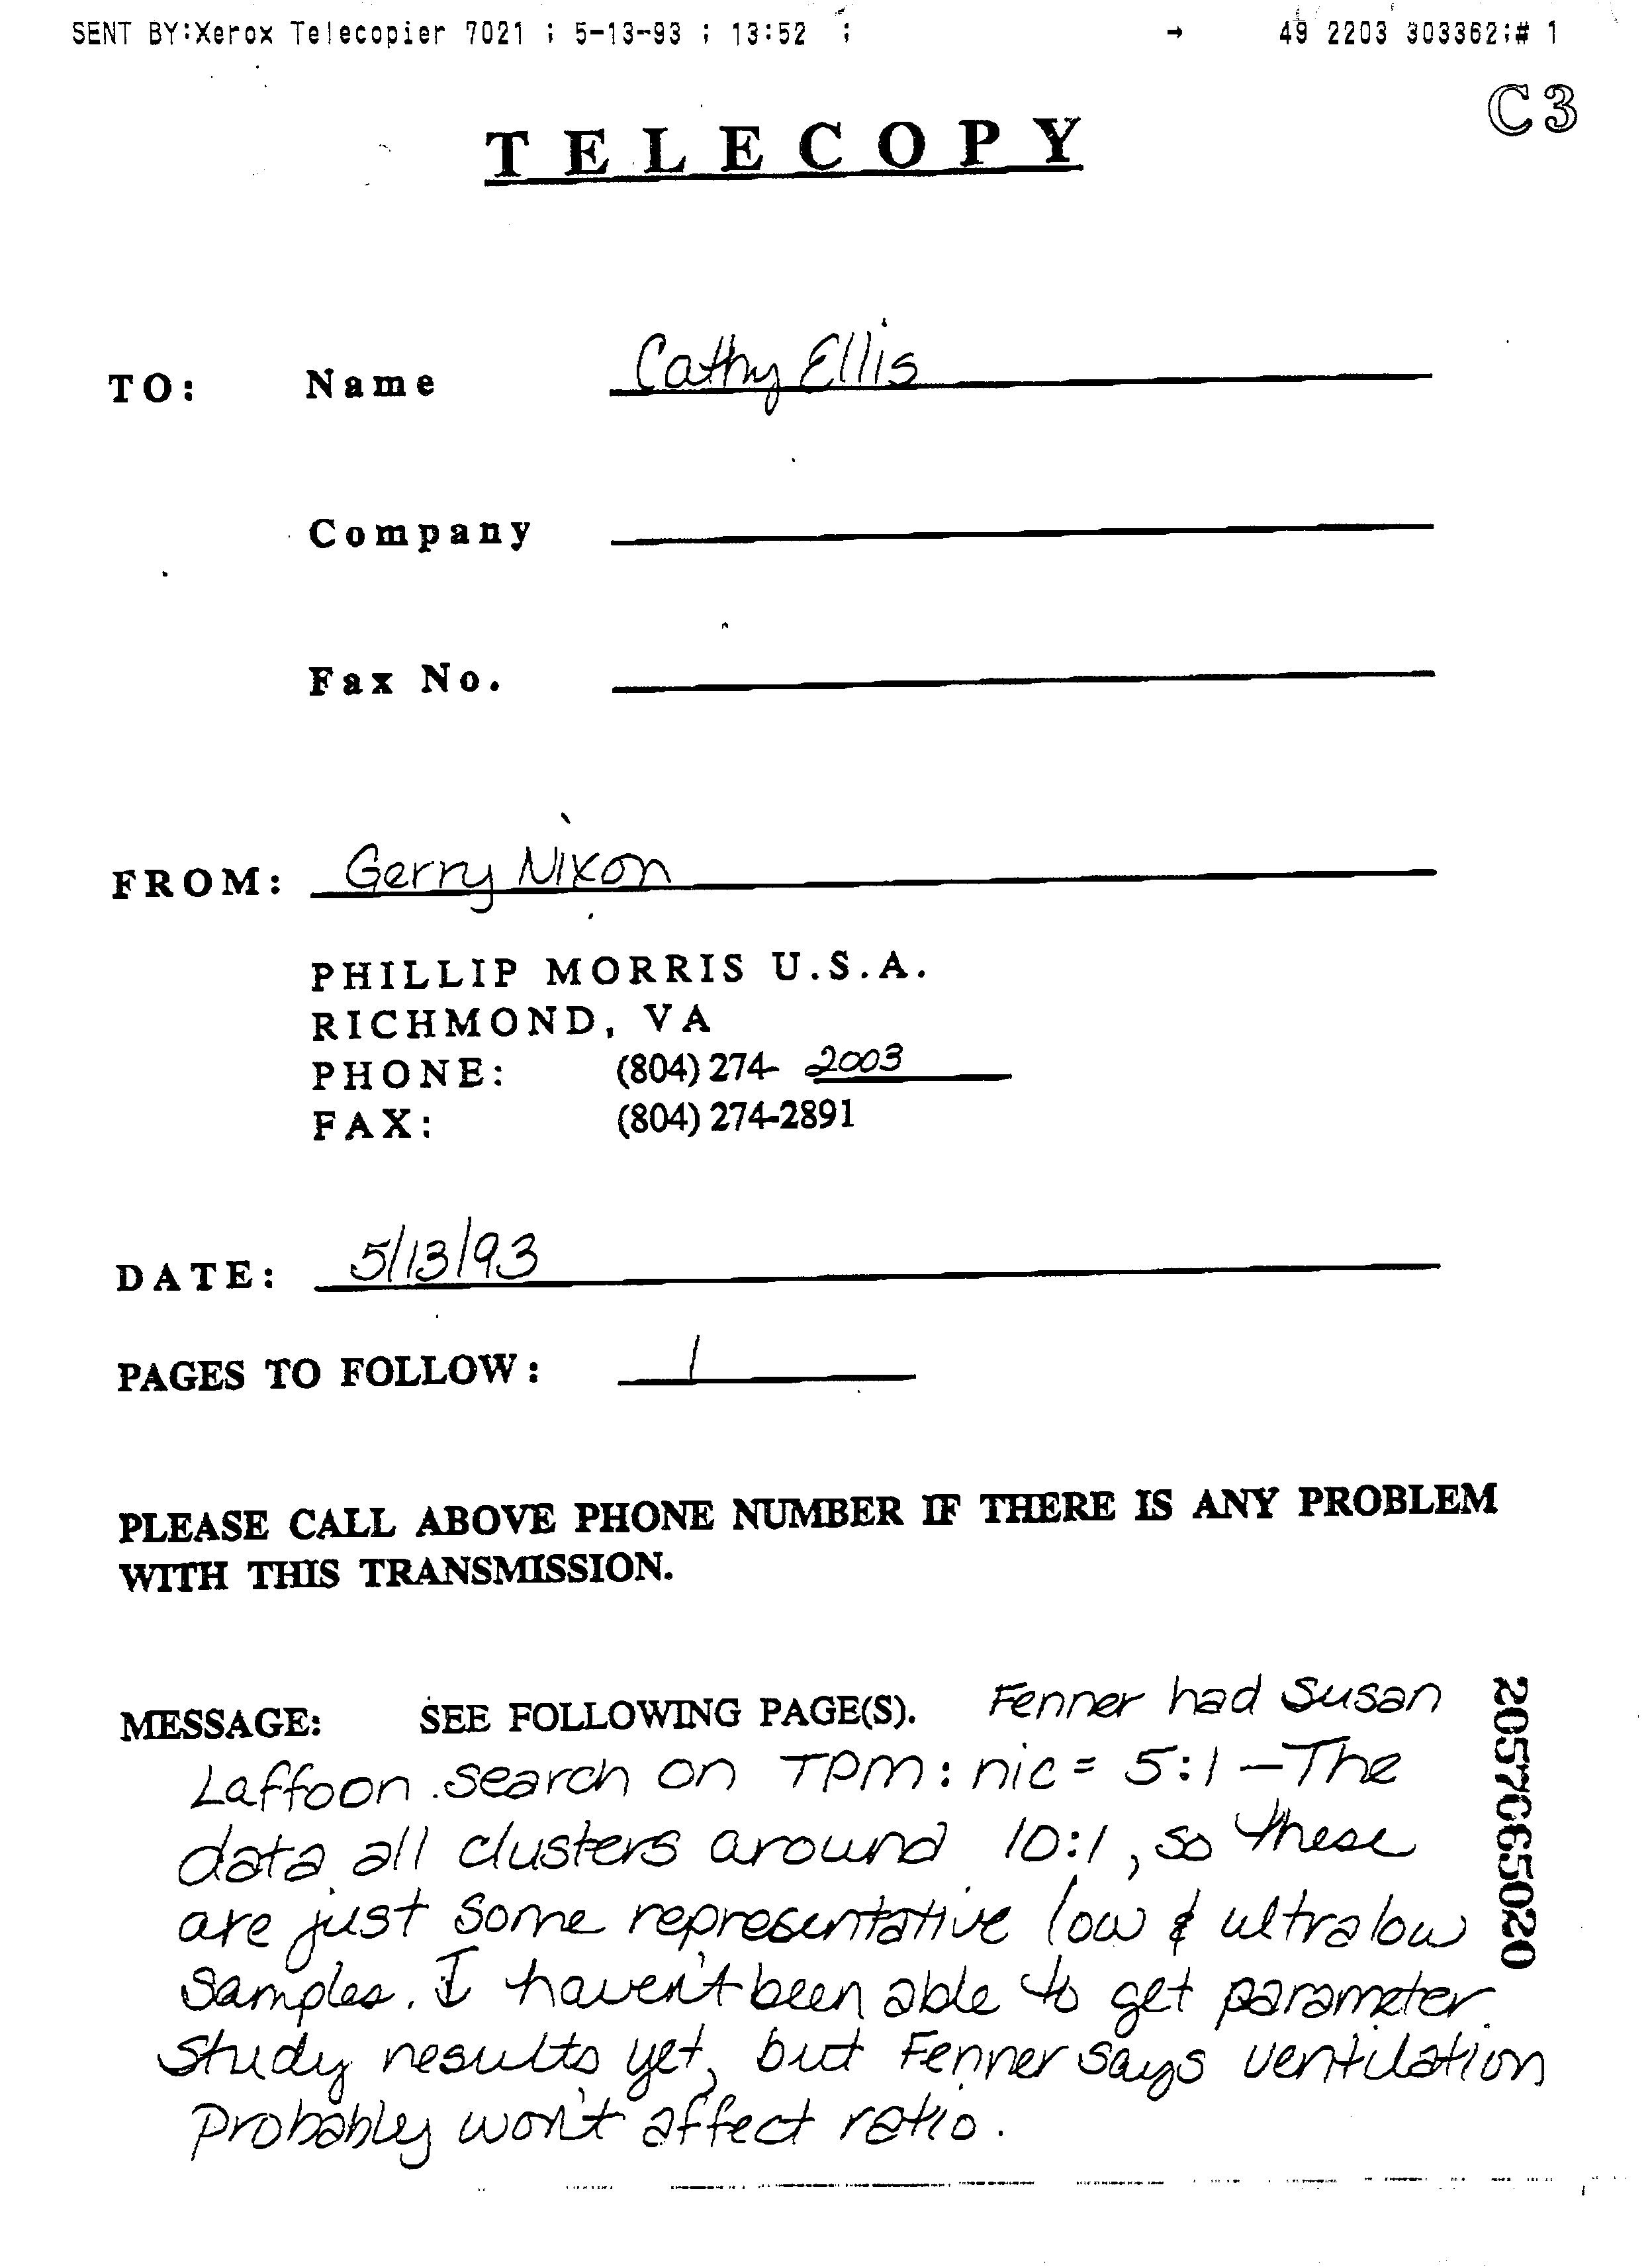 SENT BY:Xerox Telecopier 7021 ; 5-13-93 ; 13:52 ; → 49 2203 303362;# 1
C3
TELECOPY
TO: Name Cathy Ellis
Company
Fax No.
FROM: Gerry Nixon
PHILLIP MORRIS U.S.A.
RICHMOND, VA
PHONE: (804) 274- 2003
FAX: (804) 274-2891
DATE: 5/13/93
PAGES TO FOLLOW: 1
PLEASE CALL ABOVE PHONE NUMBER IF THERE IS ANY PROBLEM
WITH THIS TRANSMISSION.
MESSAGE: SEE FOLLOWING PAGE(S). Fenner had Susan
Laffoon search on TPM: nic = 5:1 - The
data all clusters around 10:1, so these
are just some representative low & ultralow
samples. I haven't been able to get parameter
study results yet, but Fenner says ventilation
probably won't affect ratio.
2057065020